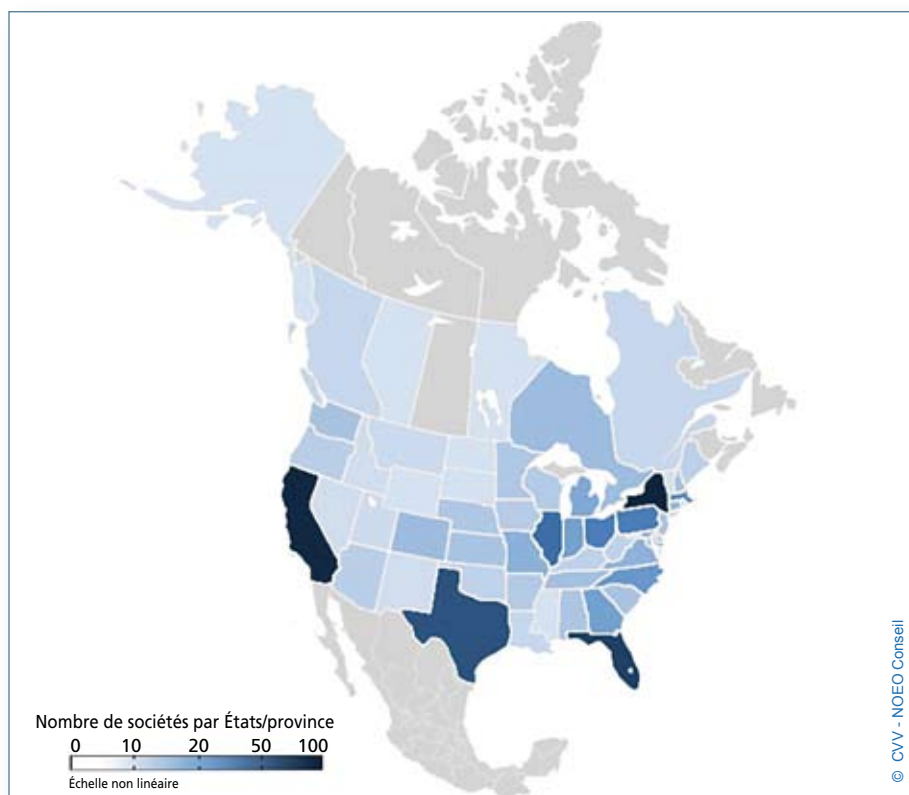 Nombre de sociétés par États/province
0 10 20 50 100
Échelle non linéaire
© CVV - NOEO Conseil